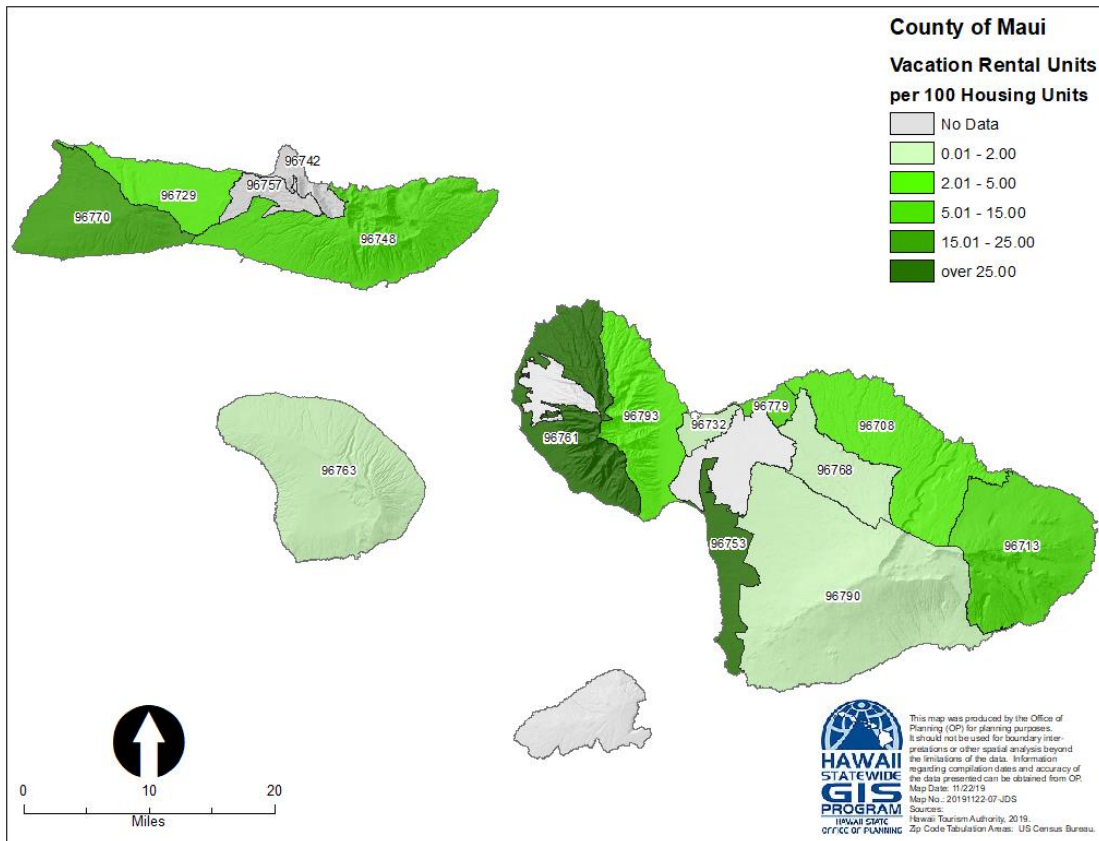 County of Maui
Vacation Rental Units
per 100 Housing Units
No Data
0.01 - 2.00
2.01 - 5.00
5.01 - 15.00
15.01 - 25.00
over 25.00
96742
96757
96729
96770
96748
96793
96779
96732
96708
96761
96768
96763
96753
96713
96790
0 10 20
Miles
HAWAII
STATEWIDE
GIS
PROGRAM
HAWAII STATE
OFFICE OF PLANNING
This map was produced by the Office of
Planning (OP) for planning purposes.
It should not be used for boundary inter-
pretations or other spatial analysis beyond
the limitations of the data. Information
regarding compilation dates and accuracy of
the data presented can be obtained from OP.
Map Date: 11/22/19
Map No.: 20191122-07-JDS
Sources:
Hawaii Tourism Authority, 2019.
Zip Code Tabulation Areas: US Census Bureau.